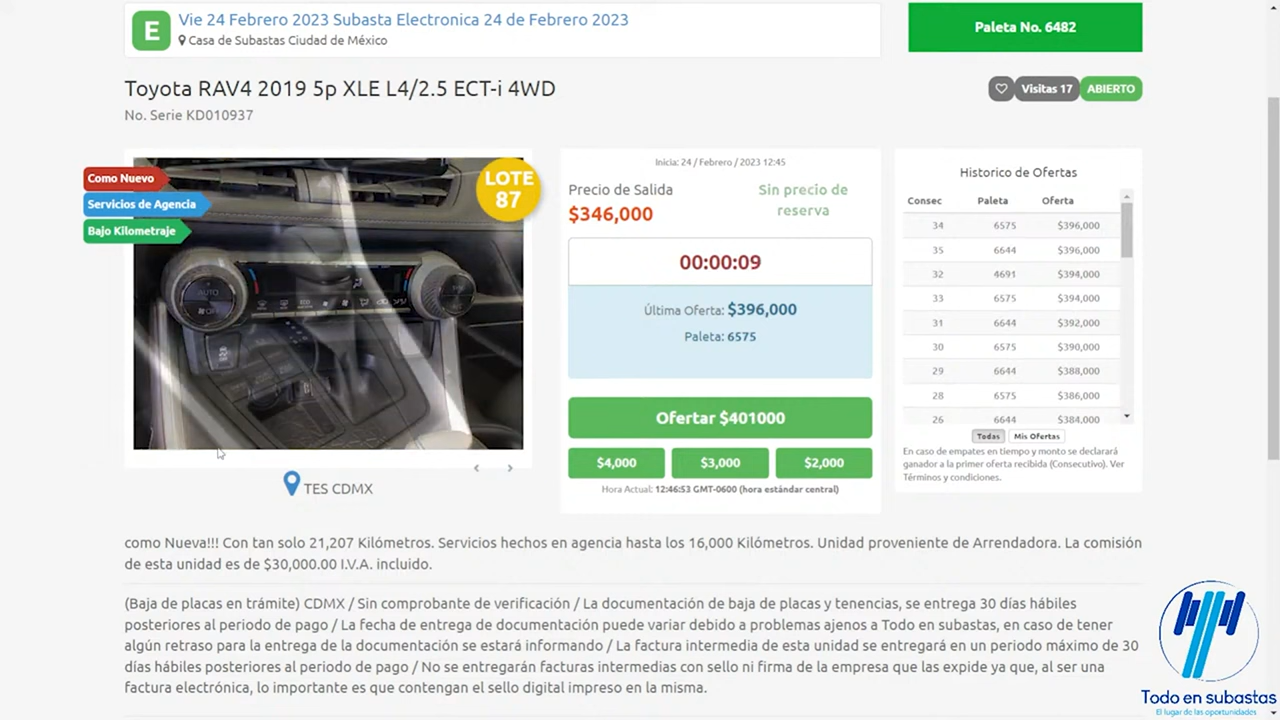 E
Vie 24 Febrero 2023 Subasta Electronica 24 de Febrero 2023
Casa de Subastas Ciudad de México
Paleta No. 6482
Toyota RAV4 2019 5p XLE L4/2.5 ECT-i 4WD
No. Serie KD010937
Visitas 17
ABIERTO
Como Nuevo
Servicios de Agencia
Bajo Kilometraje
LOTE
87
AUTO
OFF
Inicia: 24 / Febrero / 2023 12:45
Precio de Salida
$346,000
Sin precio de
reserva
00:00:09
Última Oferta: $396,000
Paleta: 6575
Ofertar $401000
$4,000 $3,000 $2,000
Hora Actual: 12:46:53 GMT-0600 (hora estándar central)
Historico de Ofertas
Consec Paleta Oferta
34 6575 $396,000
35 6644 $396,000
32 4691 $394,000
33 6575 $394,000
31 6644 $392,000
30 6575 $390,000
29 6644 $388,000
28 6575 $386,000
26 6644 $384,000
Todas Mis Ofertas
En caso de empates en tiempo y monto se declarará
ganador a la primer oferta recibida (Consecutivo). Ver
Términos y condiciones.
TES CDMX
como Nueva!!! Con tan solo 21,207 Kilómetros. Servicios hechos en agencia hasta los 16,000 Kilómetros. Unidad proveniente de Arrendadora. La comisión
de esta unidad es de $30,000.00 I.V.A. incluido.
(Baja de placas en trámite) CDMX / Sin comprobante de verificación / La documentación de baja de placas y tenencias, se entrega 30 días hábiles
posteriores al periodo de pago / La fecha de entrega de documentación puede variar debido a problemas ajenos a Todo en subastas, en caso de tener
algún retraso para la entrega de la documentación se estará informando / La factura intermedia de esta unidad se entregará en un periodo máximo de 30
días hábiles posteriores al periodo de pago / No se entregarán facturas intermedias con sello ni firma de la empresa que las expide ya que, al ser una
factura electrónica, lo importante es que contengan el sello digital impreso en la misma.
Todo en subastas
El lugar de las oportunidades